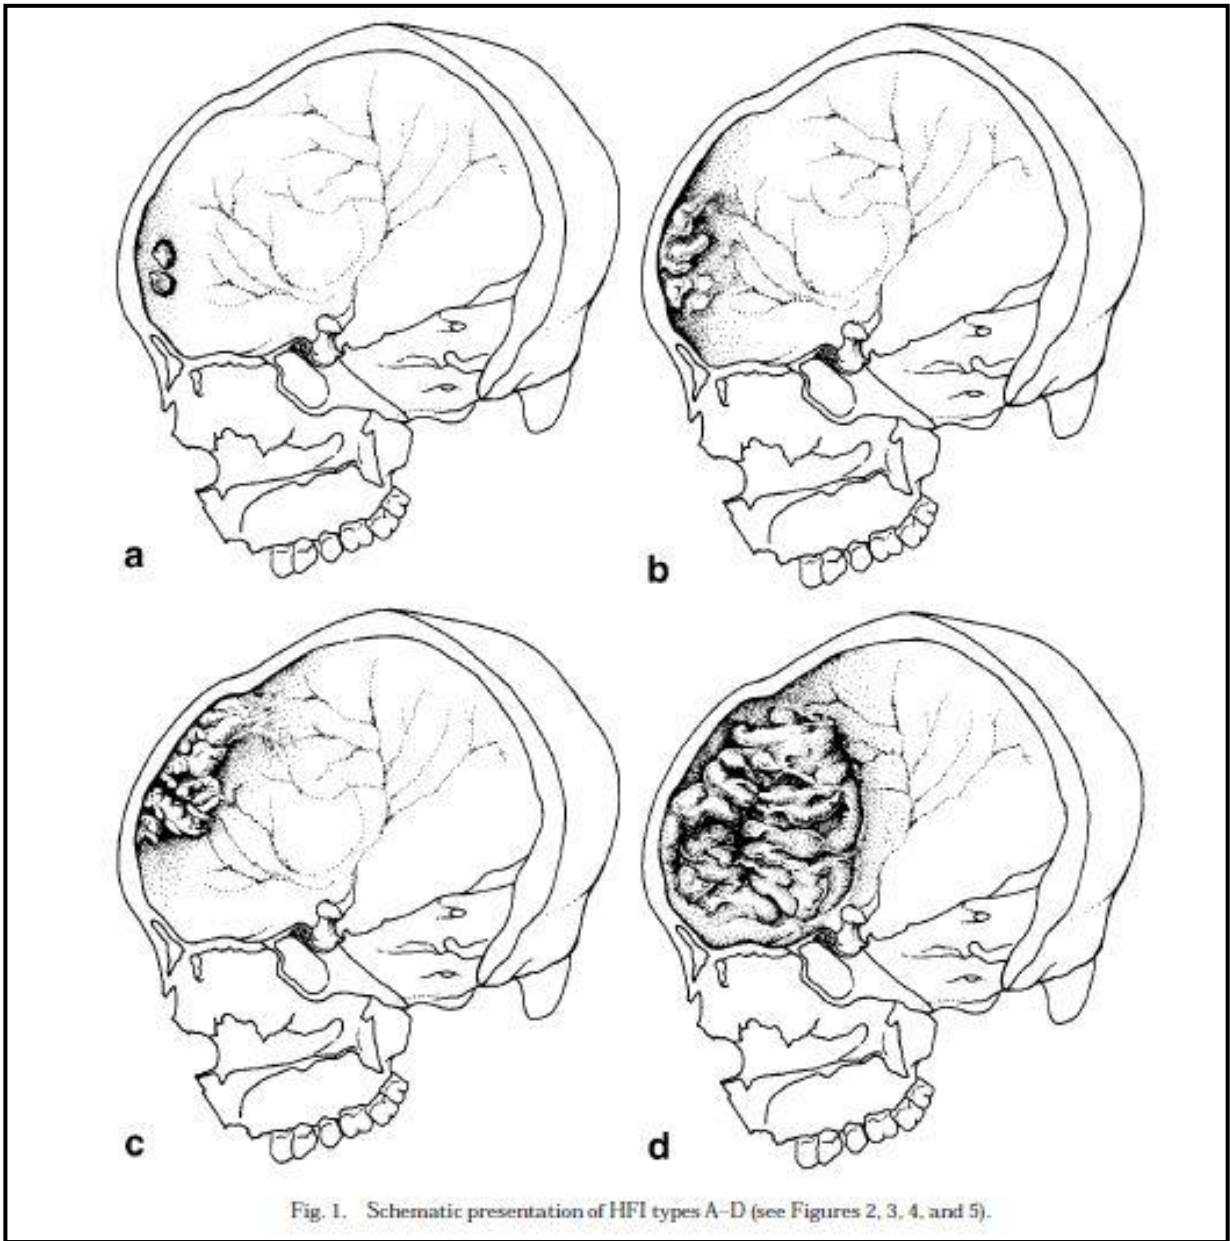 a
b
c
d
Fig. 1. Schematic presentation of HFI types A–D (see Figures 2, 3, 4, and 5).